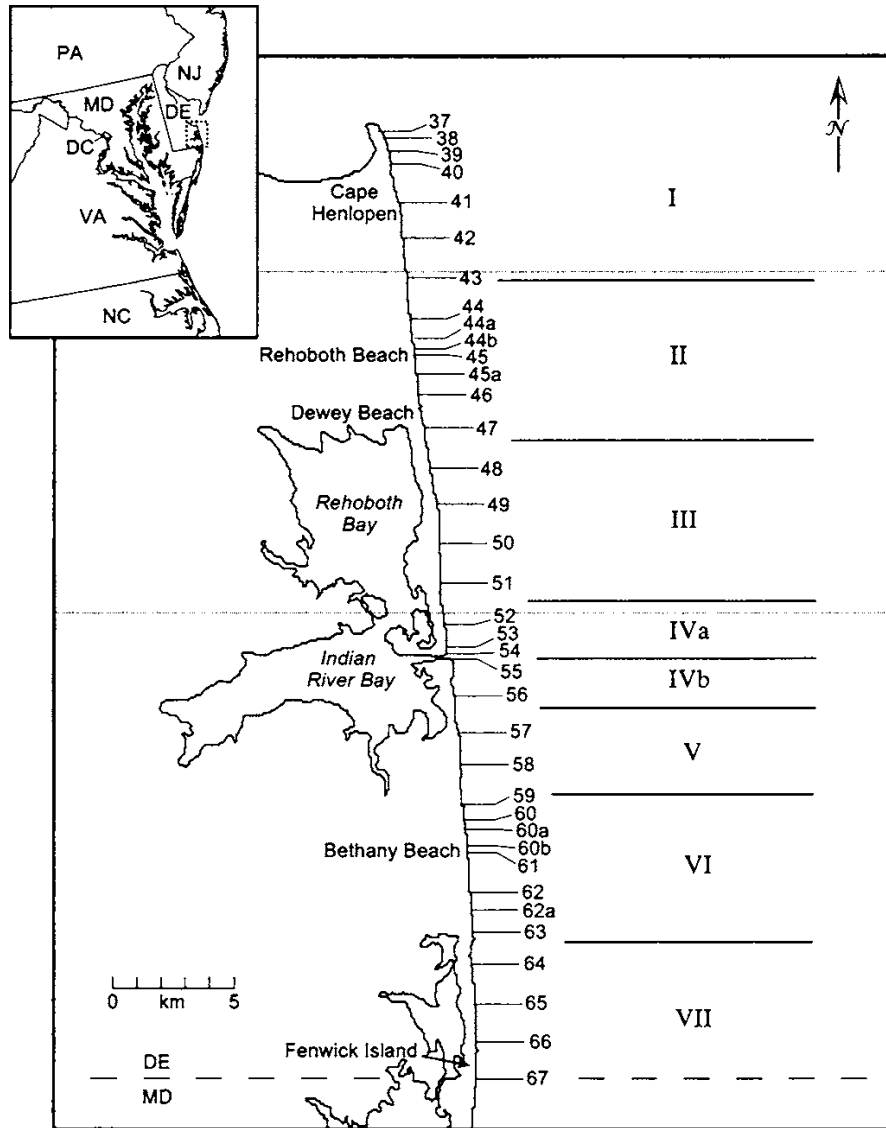 PA
NJ
MD
DE
DC
VA
NC
N
37
38
39
40
Cape
Henlopen
41
I
42
43
44
44a
44b
Rehoboth Beach
45
II
45a
46
Dewey Beach
47
48
Rehoboth
Bay
49
III
50
51
52
IVa
53
54
Indian
River Bay
55
IVb
56
57
V
58
59
60
60a
Bethany Beach
60b
61
VI
62
62a
63
64
0 km 5
65
VII
66
Fenwick Island
DE
67
MD